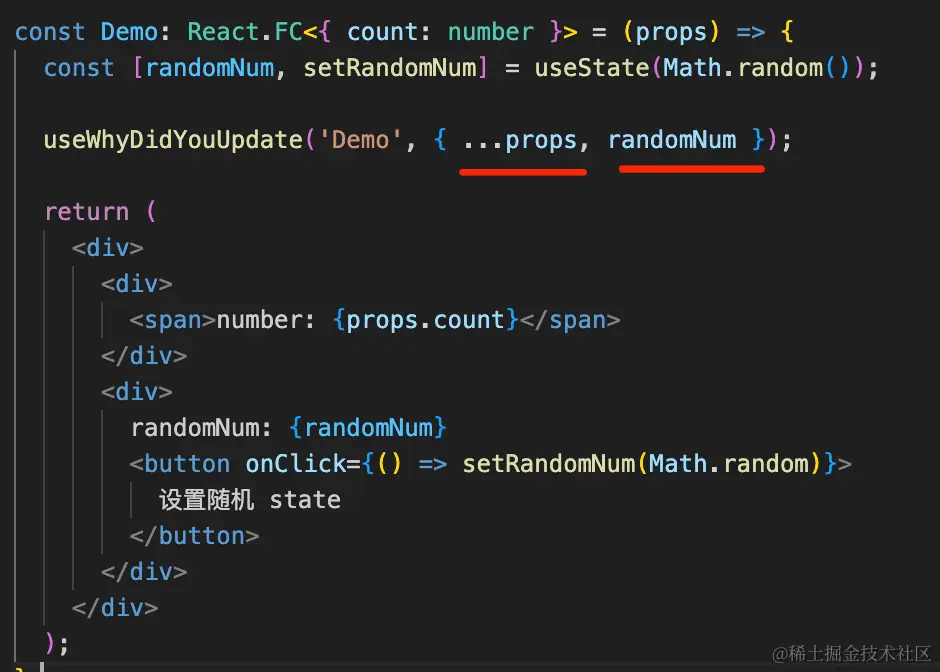 const Demo: React.FC<{ count: number }> = (props) => {
  const [randomNum, setRandomNum] = useState(Math.random());

  useWhyDidYouUpdate('Demo', { ...props, randomNum });

  return (
    <div>
      <div>
        <span>number: {props.count}</span>
      </div>
      <div>
        randomNum: {randomNum}
        <button onClick={() => setRandomNum(Math.random)}>
          设置随机 state
        </button>
      </div>
    </div>
  );
}
@稀土掘金技术社区